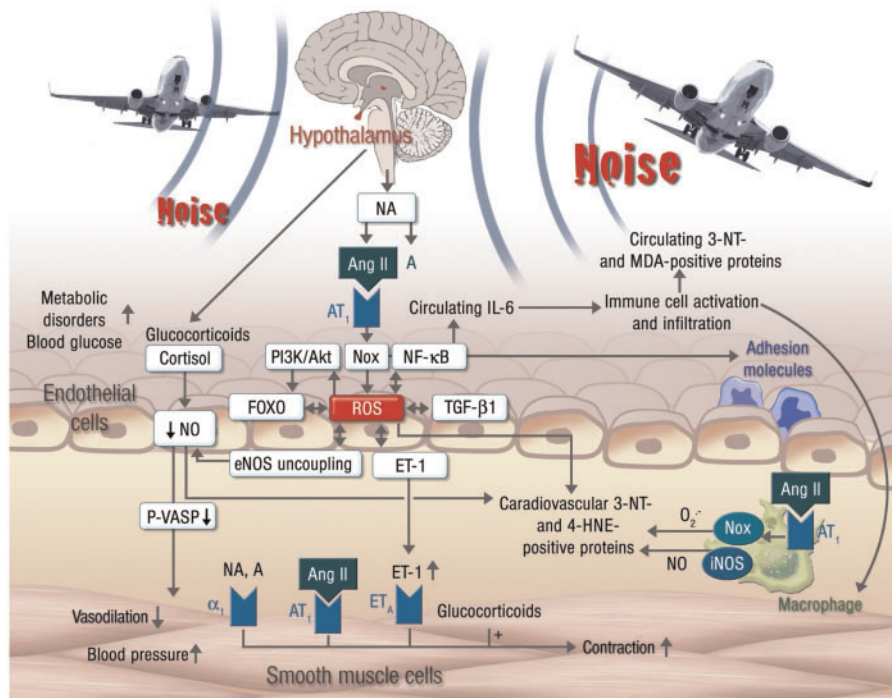 Hypothalamus
Noise
Noise
NA
Ang II
A
AT1
Circulating 3-NT-
and MDA-positive proteins
Circulating IL-6
Immune cell activation
and infiltration
Metabolic
disorders
Blood glucose
↑
Glucocorticoids
Cortisol
PI3K/Akt
Nox
NF-κB
Adhesion
molecules
Endothelial
cells
FOXO
ROS
TGF-β1
↓ NO
eNOS uncoupling
ET-1
P-VASP ↓
Caradiovascular 3-NT-
and 4-HNE-
positive proteins
O2·-
NO
Nox
iNOS
Ang II
AT1
Macrophage
NA, A
α1
Ang II
AT1
ET-1 ↑
ETA
Glucocorticoids
+
Vasodilation ↓
Blood pressure ↑
Contraction ↑
Smooth muscle cells